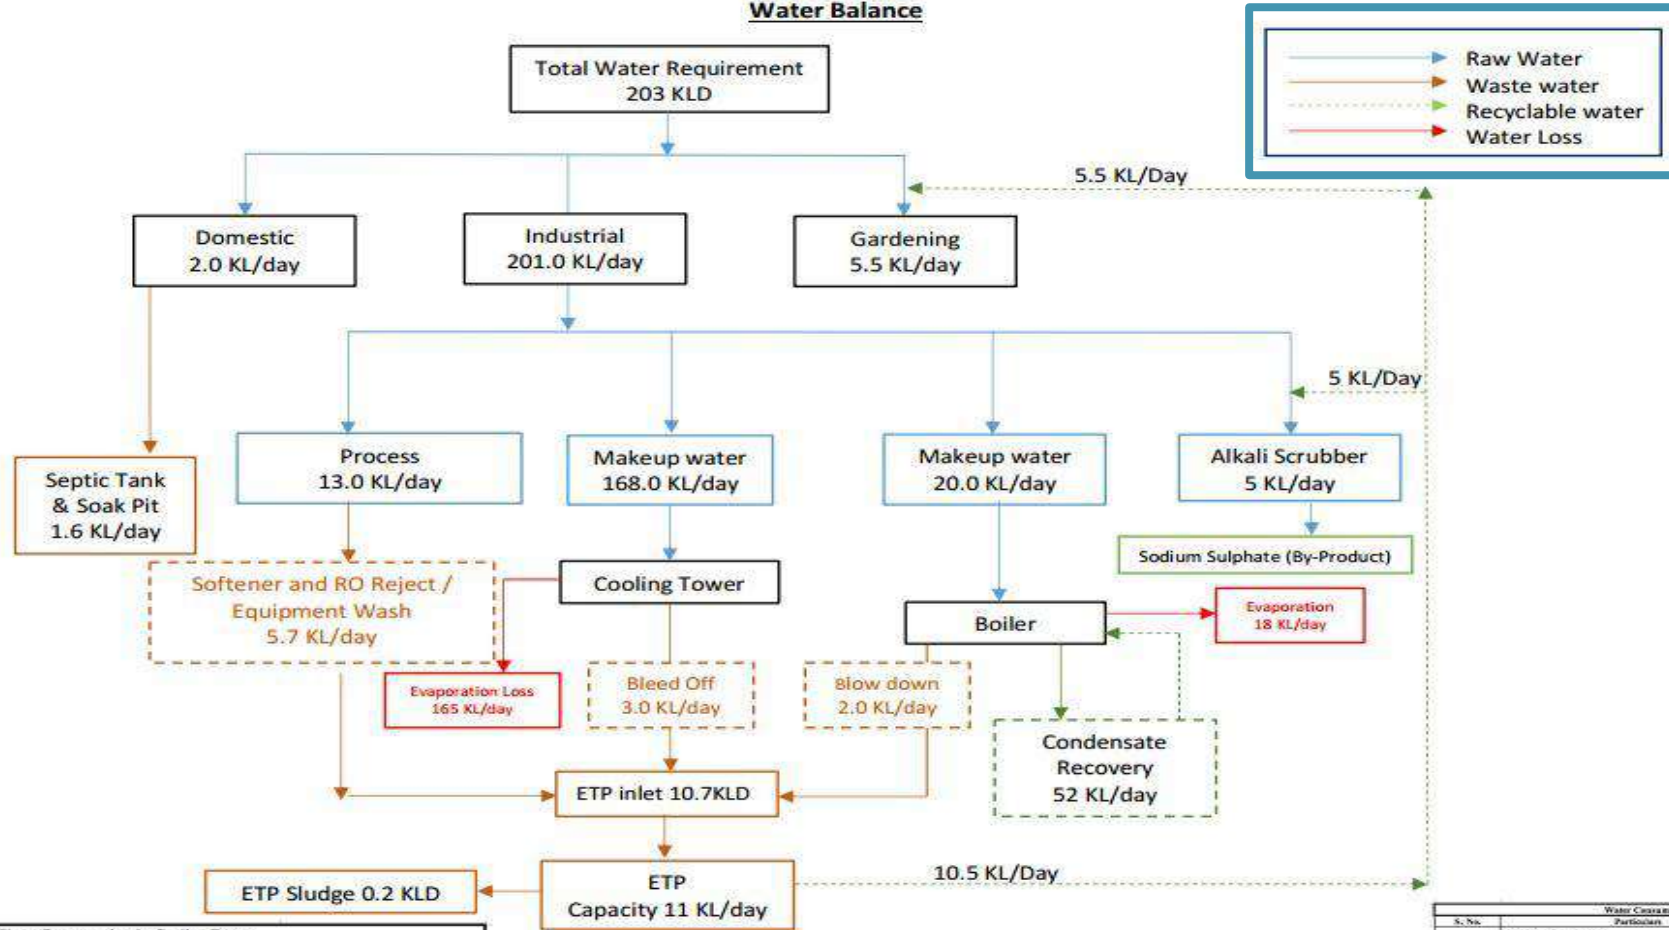 Water Balance
Raw Water
Waste water
Recyclable water
Water Loss
Total Water Requirement
203 KLD
5.5 KL/Day
Domestic
2.0 KL/day
Industrial
201.0 KL/day
Gardening
5.5 KL/day
5 KL/Day
Septic Tank
& Soak Pit
1.6 KL/day
Process
13.0 KL/day
Makeup water
168.0 KL/day
Makeup water
20.0 KL/day
Alkali Scrubber
5 KL/day
Sodium Sulphate (By-Product)
Softener and RO Reject /
Equipment Wash
5.7 KL/day
Cooling Tower
Boiler
Evaporation
18 KL/day
Evaporation Loss
165 KL/day
Bleed Off
3.0 KL/day
Blow down
2.0 KL/day
Condensate
Recovery
52 KL/day
ETP inlet 10.7KLD
ETP Sludge 0.2 KLD
ETP
Capacity 11 KL/day
10.5 KL/Day
Water
S. No.
Particulars